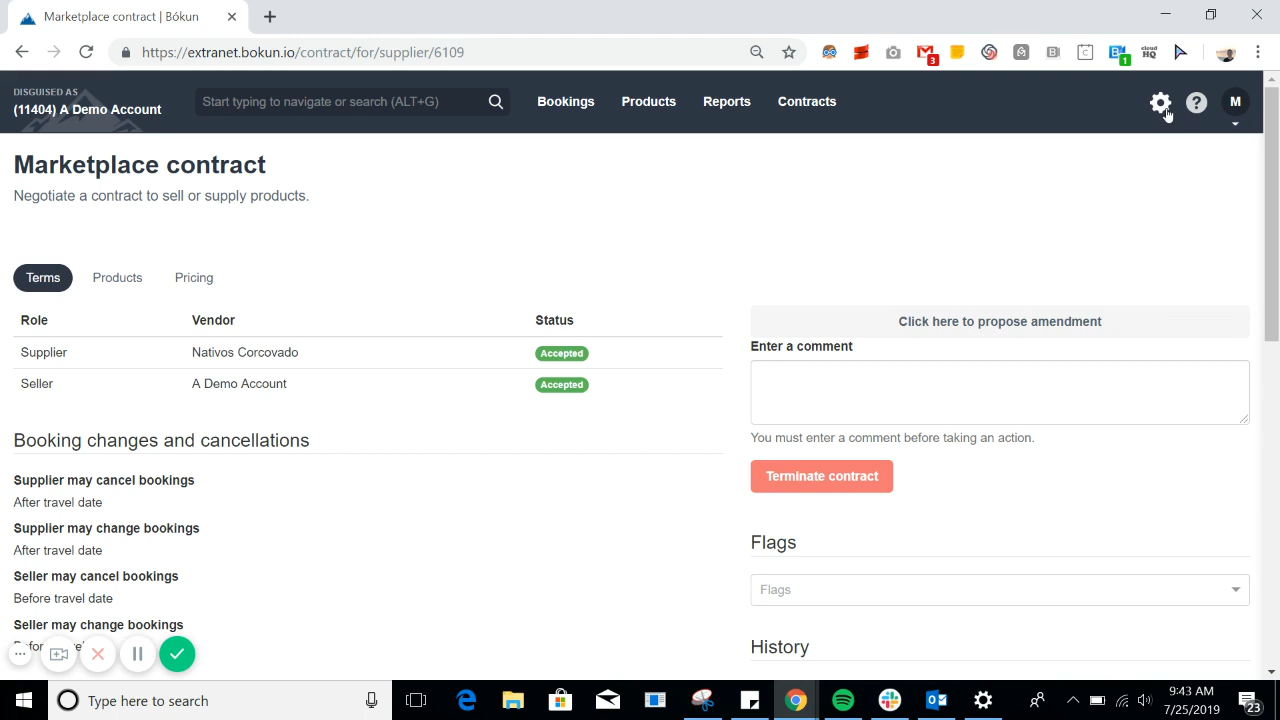 Marketplace contract | Bókun
https://extranet.bokun.io/contract/for/supplier/6109
3
1
cloud
HQ
DISGUISED AS
(11404) A Demo Account
Start typing to navigate or search (ALT+G)
Bookings
Products
Reports
Contracts
M
Marketplace contract
Negotiate a contract to sell or supply products.
Terms
Products
Pricing
Role
Vendor
Status
Supplier
Nativos Corcovado
Accepted
Seller
A Demo Account
Accepted
Booking changes and cancellations
Supplier may cancel bookings
After travel date
Supplier may change bookings
After travel date
Seller may cancel bookings
Before travel date
Seller may change bookings
Click here to propose amendment
Enter a comment
You must enter a comment before taking an action.
Terminate contract
Flags
Flags
History
Type here to search
9:43 AM
7/25/2019
23